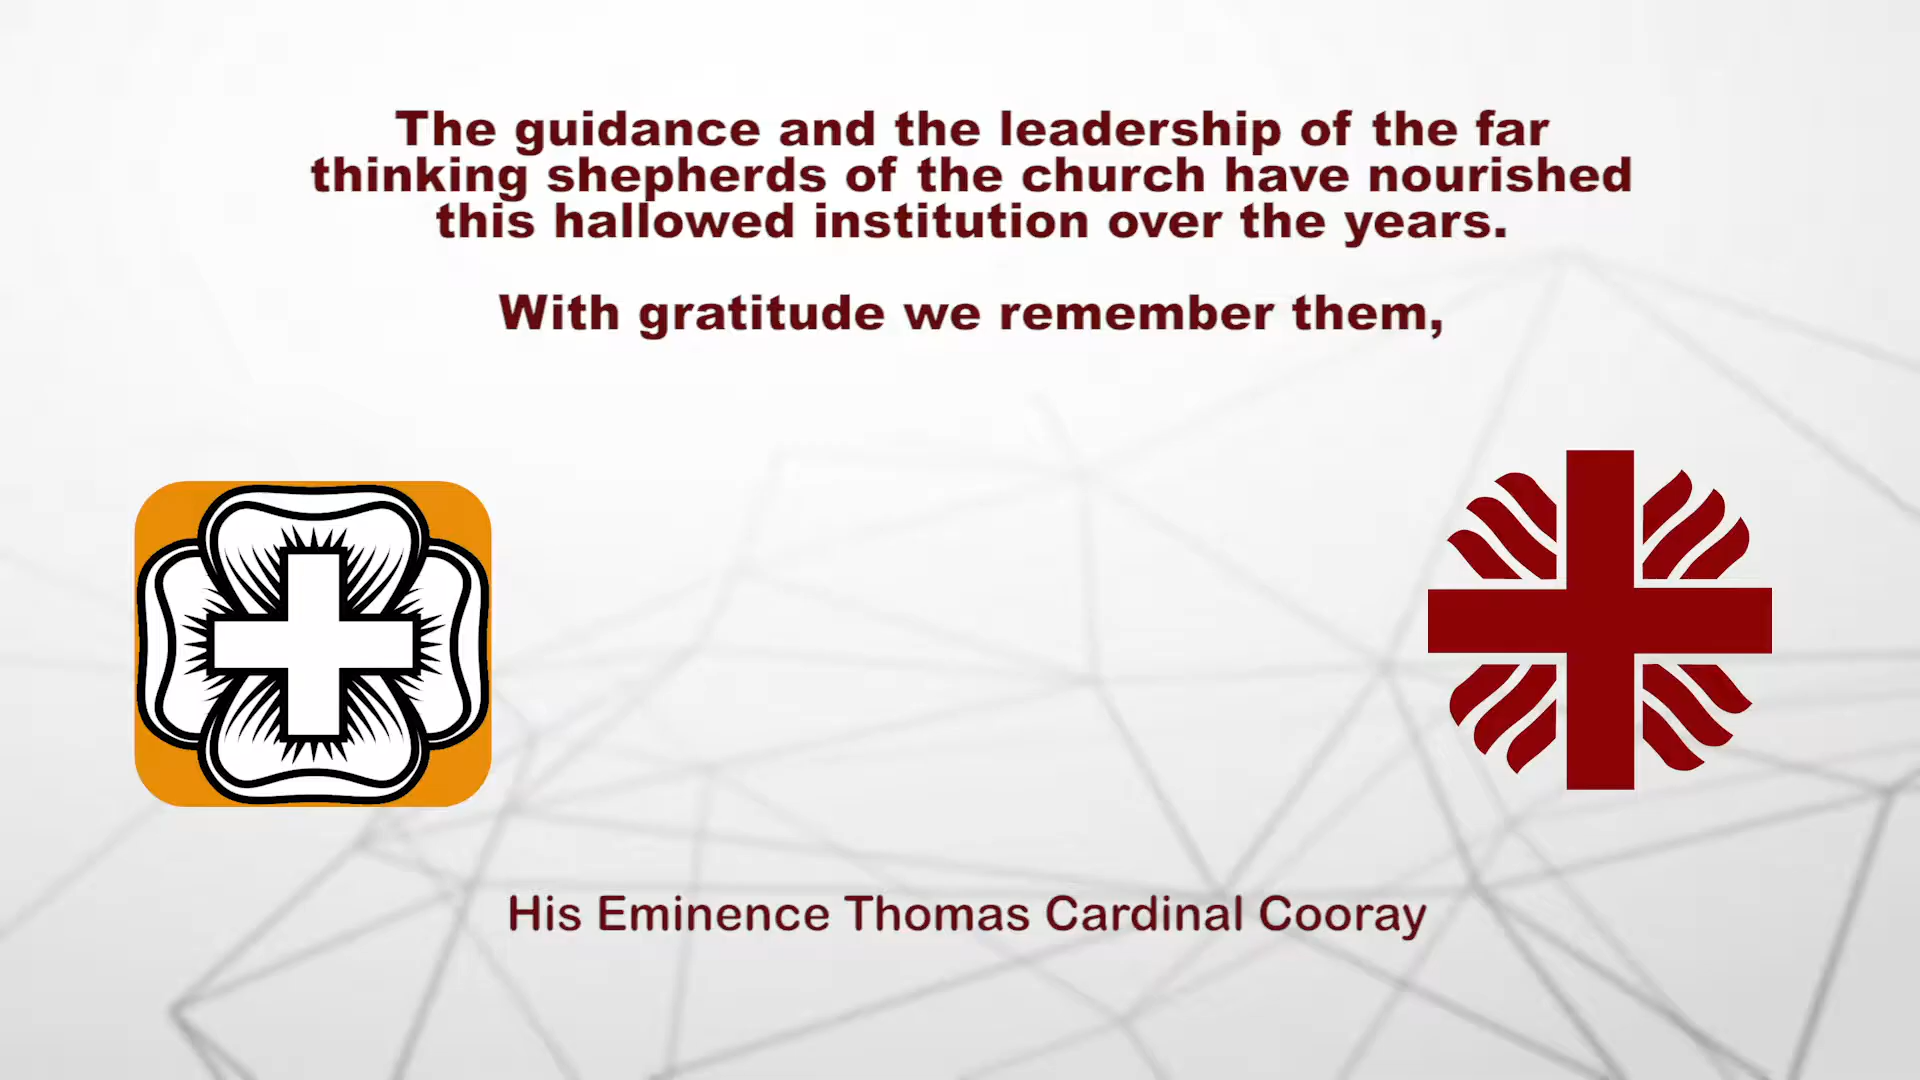 The guidance and the leadership of the far
thinking shepherds of the church have nourished
this hallowed institution over the years.
With gratitude we remember them,
His Eminence Thomas Cardinal Cooray